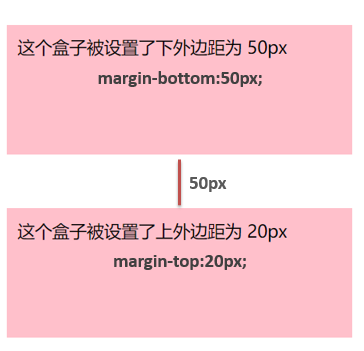 这个盒子被设置了下外边距为 50px
margin-bottom:50px;
50px
这个盒子被设置了上外边距为 20px
margin-top:20px;